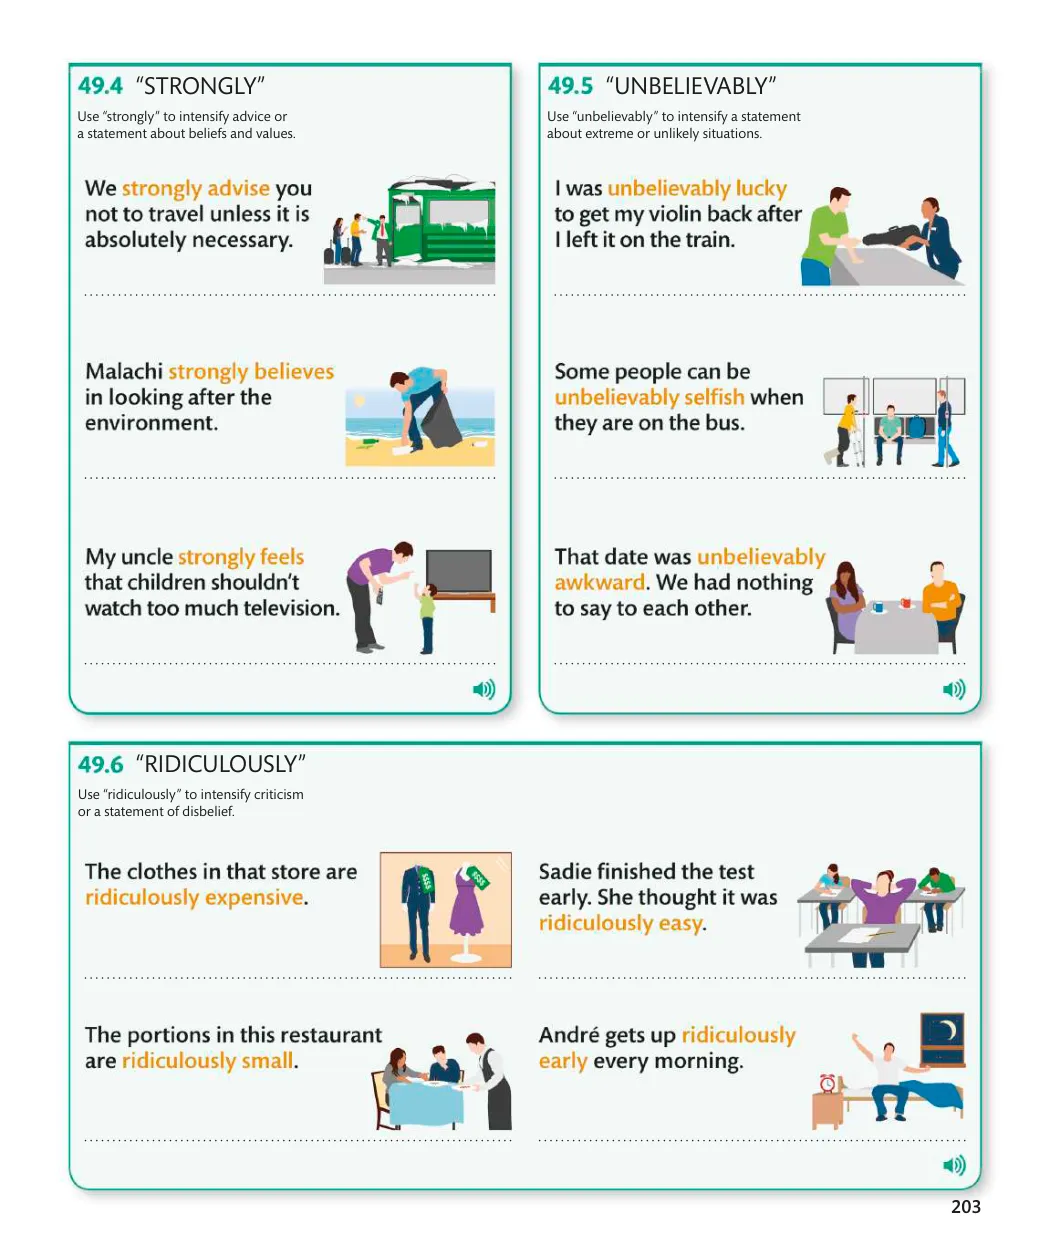 49.4 “STRONGLY”
Use “strongly” to intensify advice or
a statement about beliefs and values.
We strongly advise you
not to travel unless it is
absolutely necessary.
Malachi strongly believes
in looking after the
environment.
My uncle strongly feels
that children shouldn’t
watch too much television.
49.5 “UNBELIEVABLY”
Use “unbelievably” to intensify a statement
about extreme or unlikely situations.
I was unbelievably lucky
to get my violin back after
I left it on the train.
Some people can be
unbelievably selfish when
they are on the bus.
That date was unbelievably
awkward. We had nothing
to say to each other.
49.6 “RIDICULOUSLY”
Use “ridiculously” to intensify criticism
or a statement of disbelief.
The clothes in that store are
ridiculously expensive.
$$$$
$$$$
Sadie finished the test
early. She thought it was
ridiculously easy.
The portions in this restaurant
are ridiculously small.
André gets up ridiculously
early every morning.
203